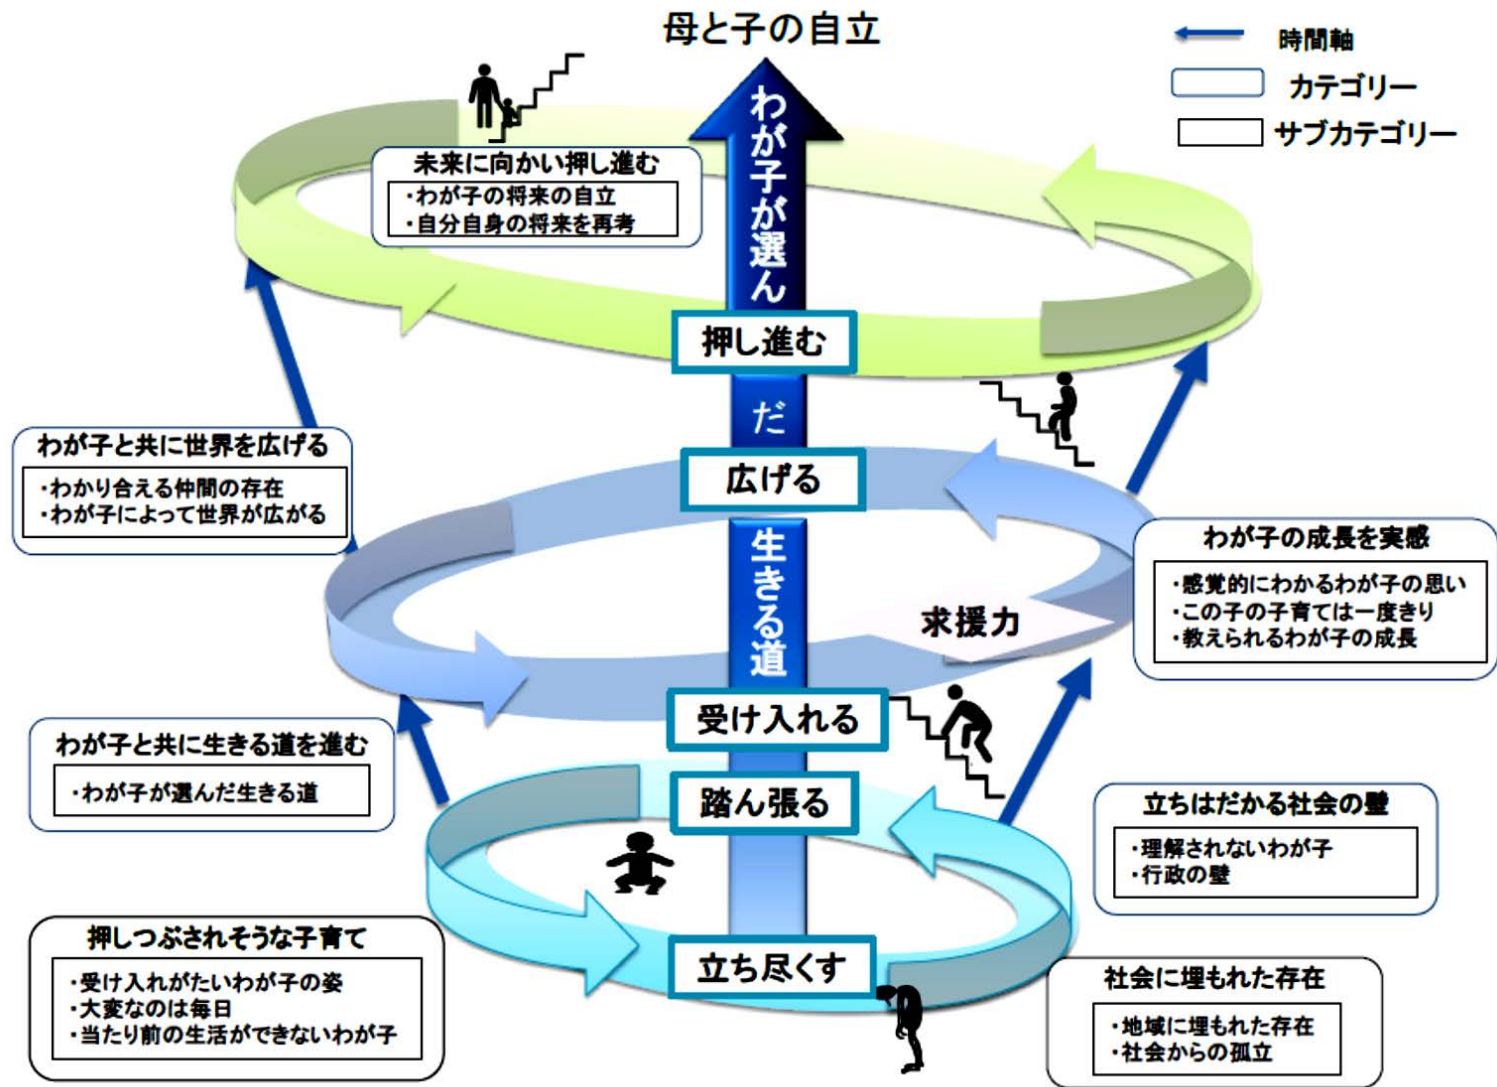 母と子の自立
時間軸
カテゴリー
サブカテゴリー
わが子が選んだ生きる道
未来に向かい押し進む
・わが子の将来の自立
・自分自身の将来を再考
押し進む
わが子と共に世界を広げる
・わかり合える仲間の存在
・わが子によって世界が広がる
広げる
わが子の成長を実感
・感覚的にわかるわが子の思い
・この子の子育ては一度きり
・教えられるわが子の成長
求援力
受け入れる
わが子と共に生きる道を進む
・わが子が選んだ生きる道
踏ん張る
立ちはだかる社会の壁
・理解されないわが子
・行政の壁
押しつぶされそうな子育て
・受け入れがたいわが子の姿
・大変なのは毎日
・当たり前の生活ができないわが子
立ち尽くす
社会に埋もれた存在
・地域に埋もれた存在
・社会からの孤立